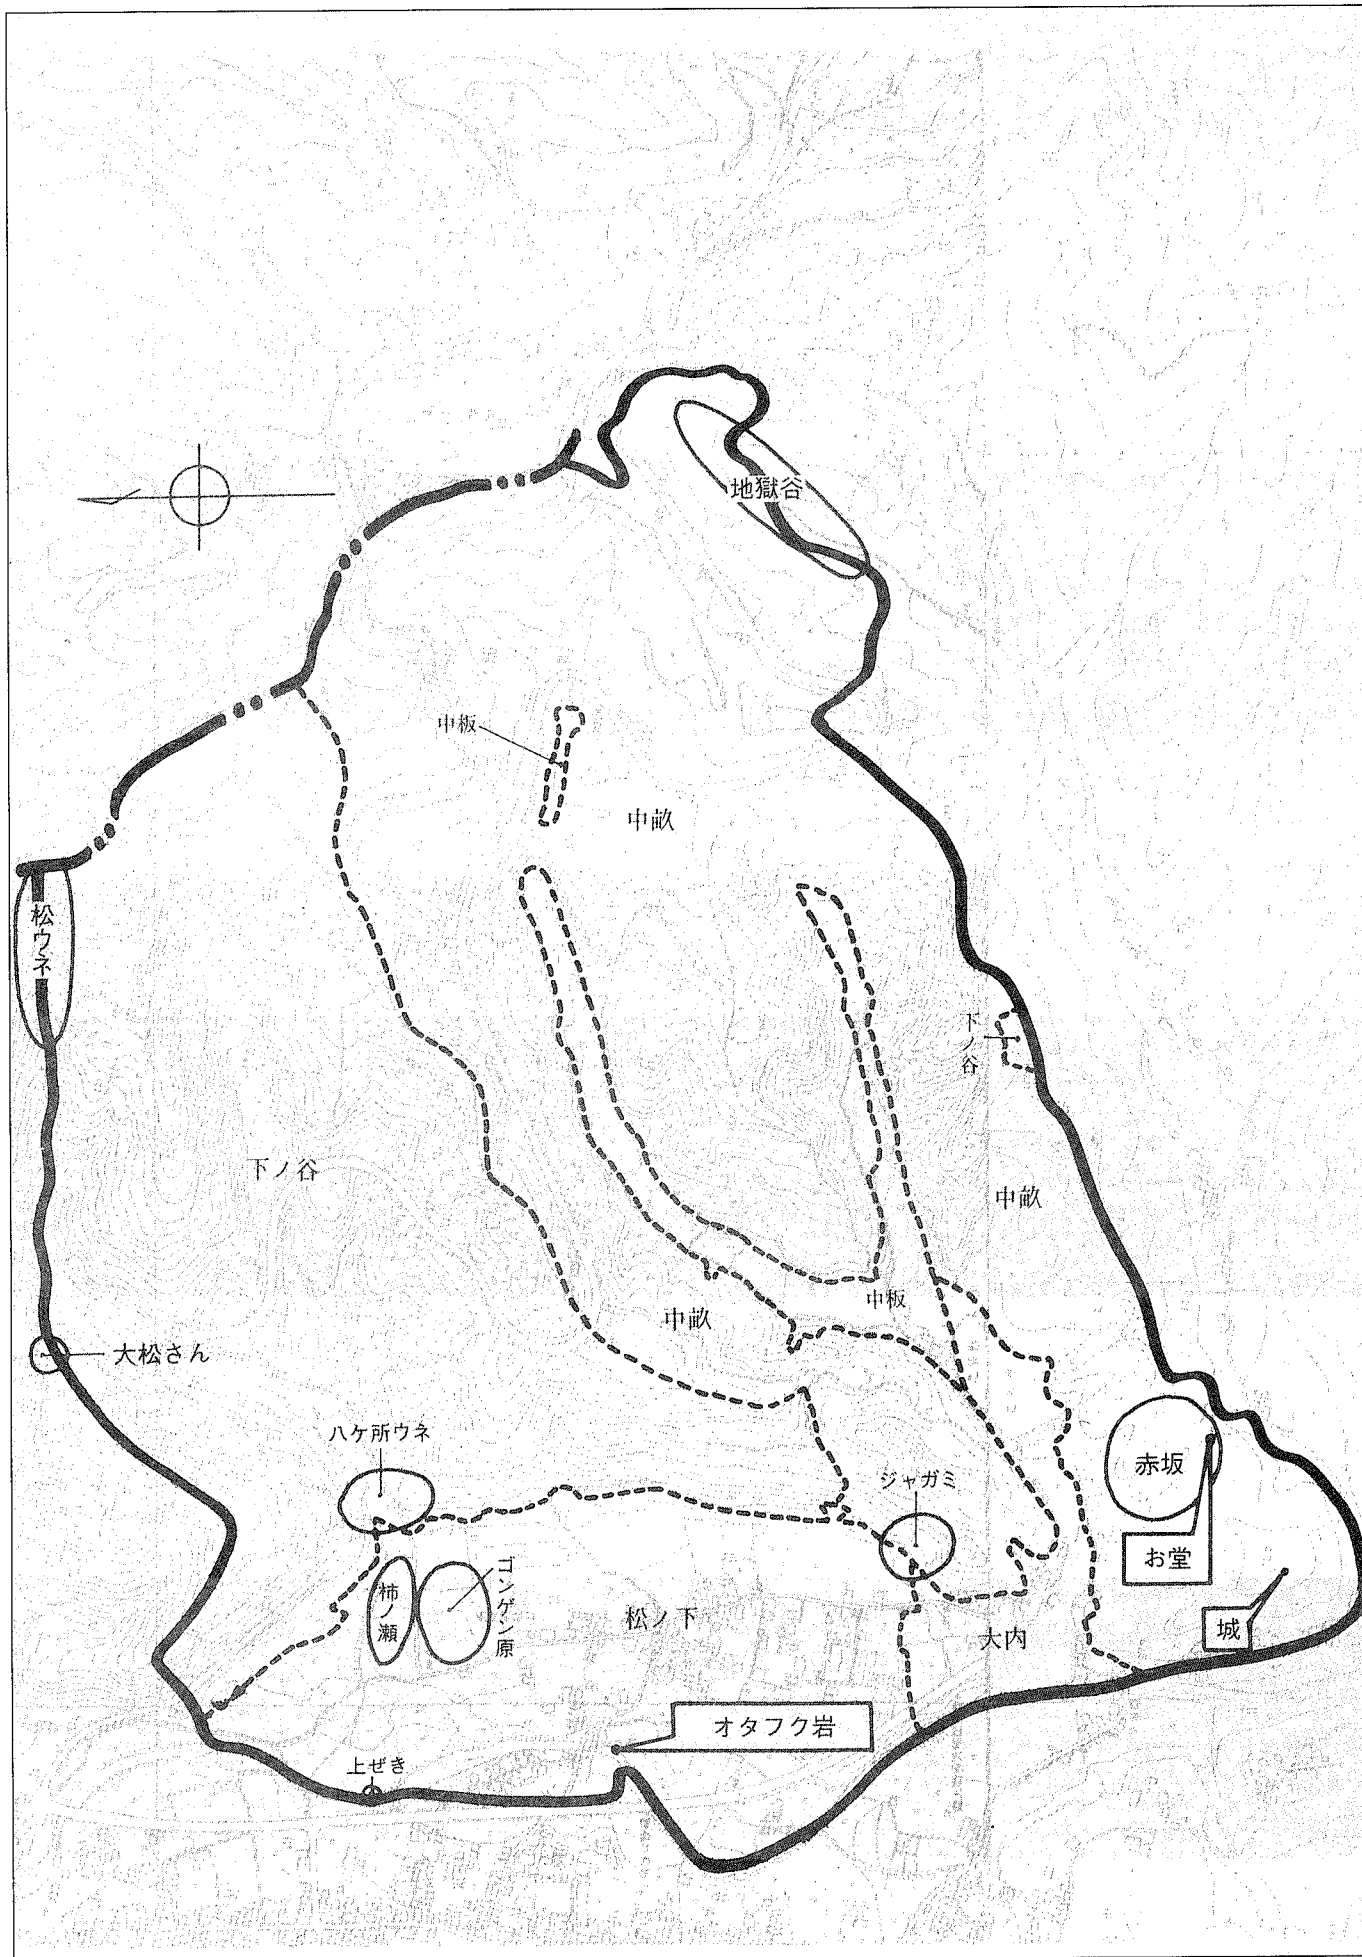 地獄谷
中板
中畝
松ウネ
下ノ谷
下ノ谷
中畝
中板
中畝
大松さん
八ケ所ウネ
赤坂
ジャガミ
お堂
ゴンゲン原
柿ノ瀬
松ノ下
大内
城
オタフク岩
上ぜき